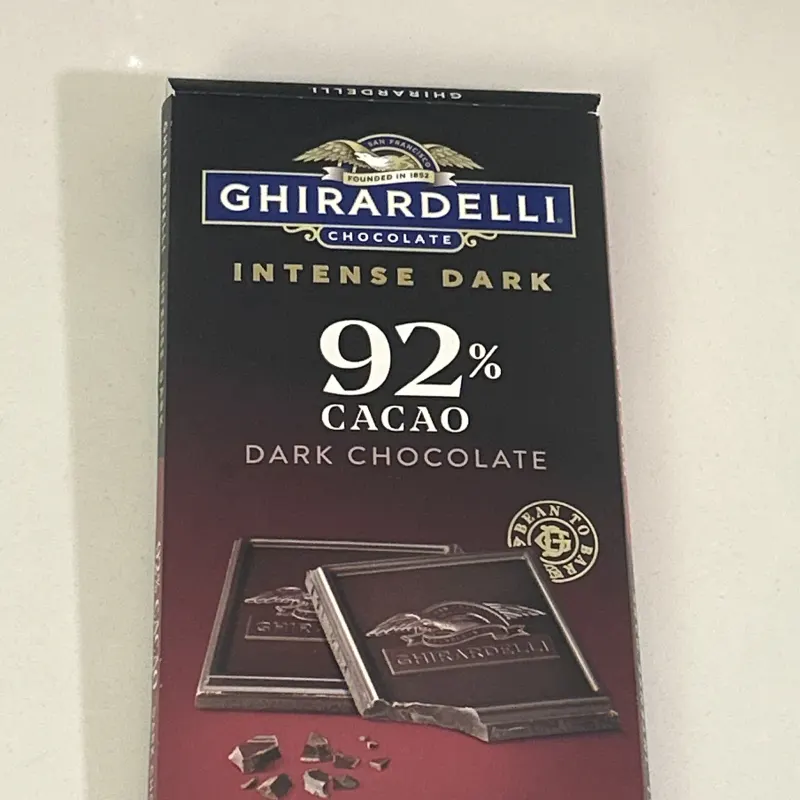 GHIRARDELLI
SAN FRANCISCO
FOUNDED IN 1852
GHIRARDELLI®
CHOCOLATE
INTENSE DARK
92%
CACAO
DARK CHOCOLATE
BEAN TO BAR
GHIRARDELLI